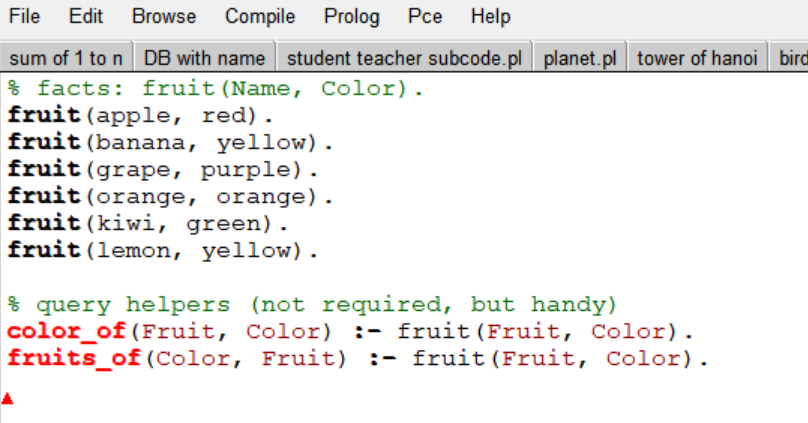 File Edit Browse Compile Prolog Pce Help
sum of 1 to n DB with name student teacher subcode.pl planet.pl tower of hanoi bird
% facts: fruit(Name, Color).
fruit(apple, red).
fruit(banana, yellow).
fruit(grape, purple).
fruit(orange, orange).
fruit(kiwi, green).
fruit(lemon, yellow).
% query helpers (not required, but handy)
color_of(Fruit, Color) :- fruit(Fruit, Color).
fruits_of(Color, Fruit) :- fruit(Fruit, Color).